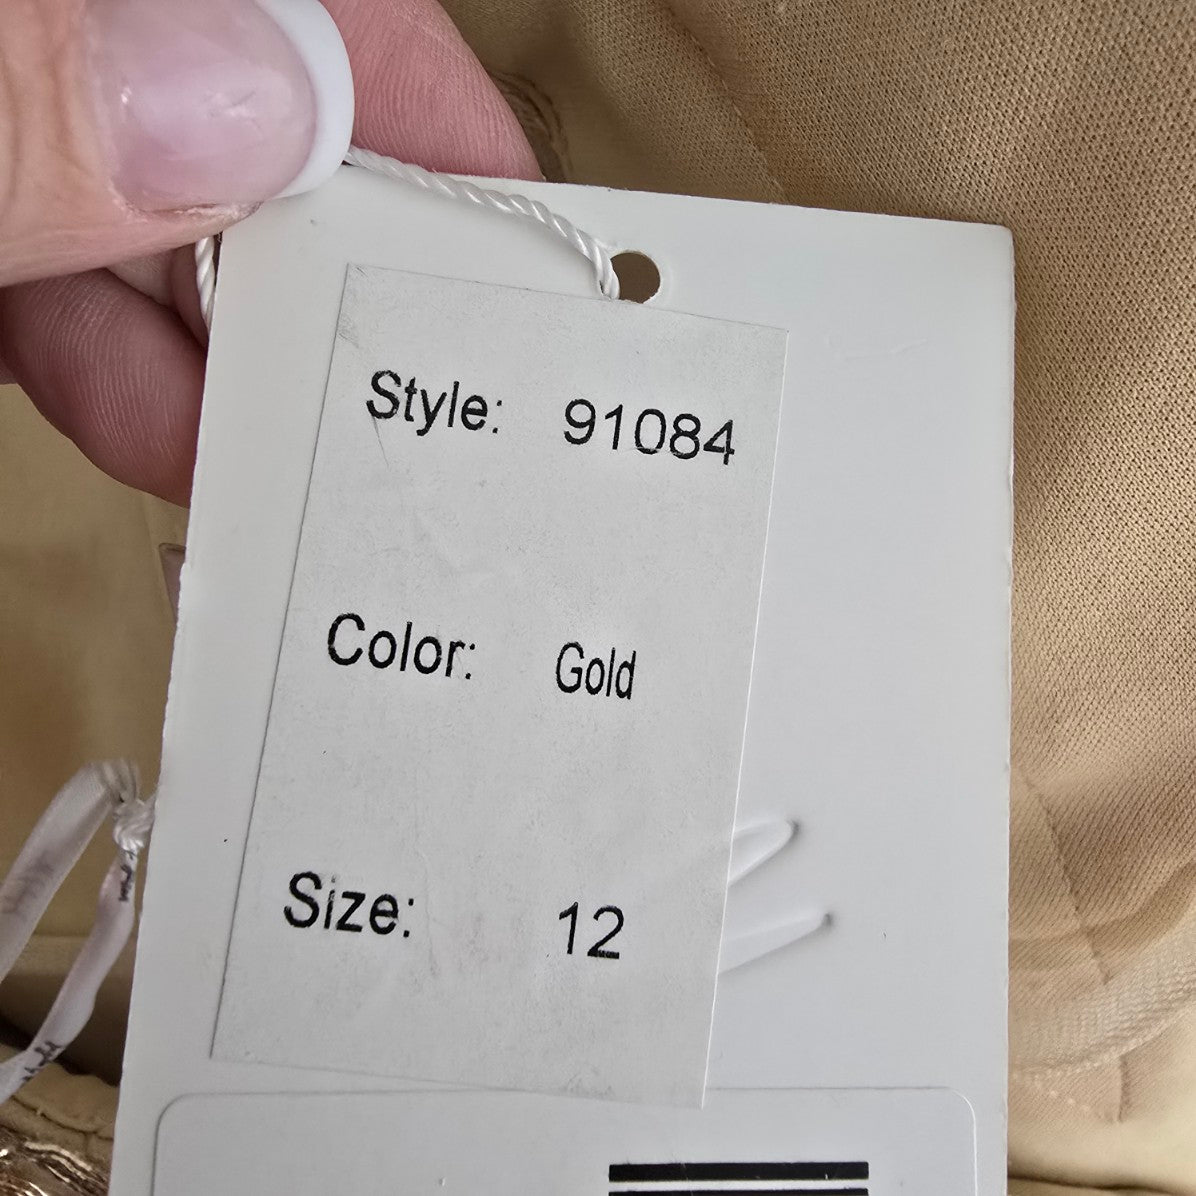 Style: 91084
Color: Gold
Size: 12